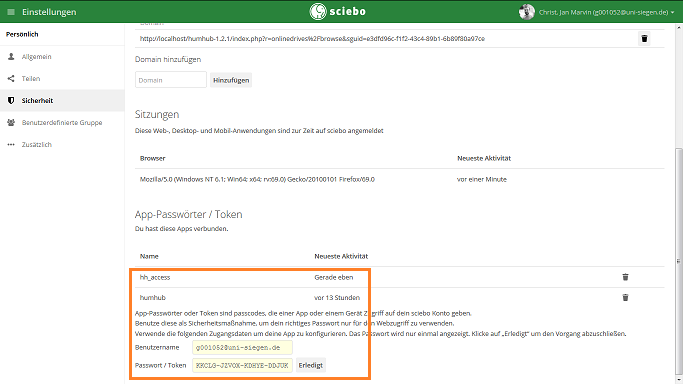 Einstellungen
sciebo
Christ, Jan Marvin (g001052@uni-siegen.de)
Persönlich
Allgemein
Teilen
Sicherheit
Benutzerdefinierte Gruppe
Zusätzlich
Domain
http://localhost/humhub-1.2.1/index.php?r=onlinedrives%2Fbrowse&sguid=e3dfd96c-f1f2-43c4-89b1-6b89f80a97ce
Domain hinzufügen
Domain
Hinzufügen
Sitzungen
Diese Web-, Desktop- und Mobil-Anwendungen sind zur Zeit auf sciebo angemeldet
Browser Neueste Aktivität
Mozilla/5.0 (Windows NT 6.1; Win64; x64; rv:69.0) Gecko/20100101 Firefox/69.0 vor einer Minute
App-Passwörter / Token
Du hast diese Apps verbunden.
Name Neueste Aktivität
hh_access Gerade eben
humhub vor 13 Stunden
App-Passwörter oder Token sind passcodes, die einer App oder einem Gerät Zugriff auf dein sciebo Konto geben.
Benutze diese als Sicherheitsmaßnahme, um dein richtiges Passwort nur für den Webzugriff zu verwenden.
Verwende die folgenden Zugangsdaten um deine App zu konfigurieren. Das Passwort wird nur einmal angezeigt. Klicke auf „Erledigt" um den Vorgang abzuschließen.
Benutzername g001052@uni-siegen.de
Passwort / Token KKCLG-JZVOX-KDHYE-DDJUK Erledigt